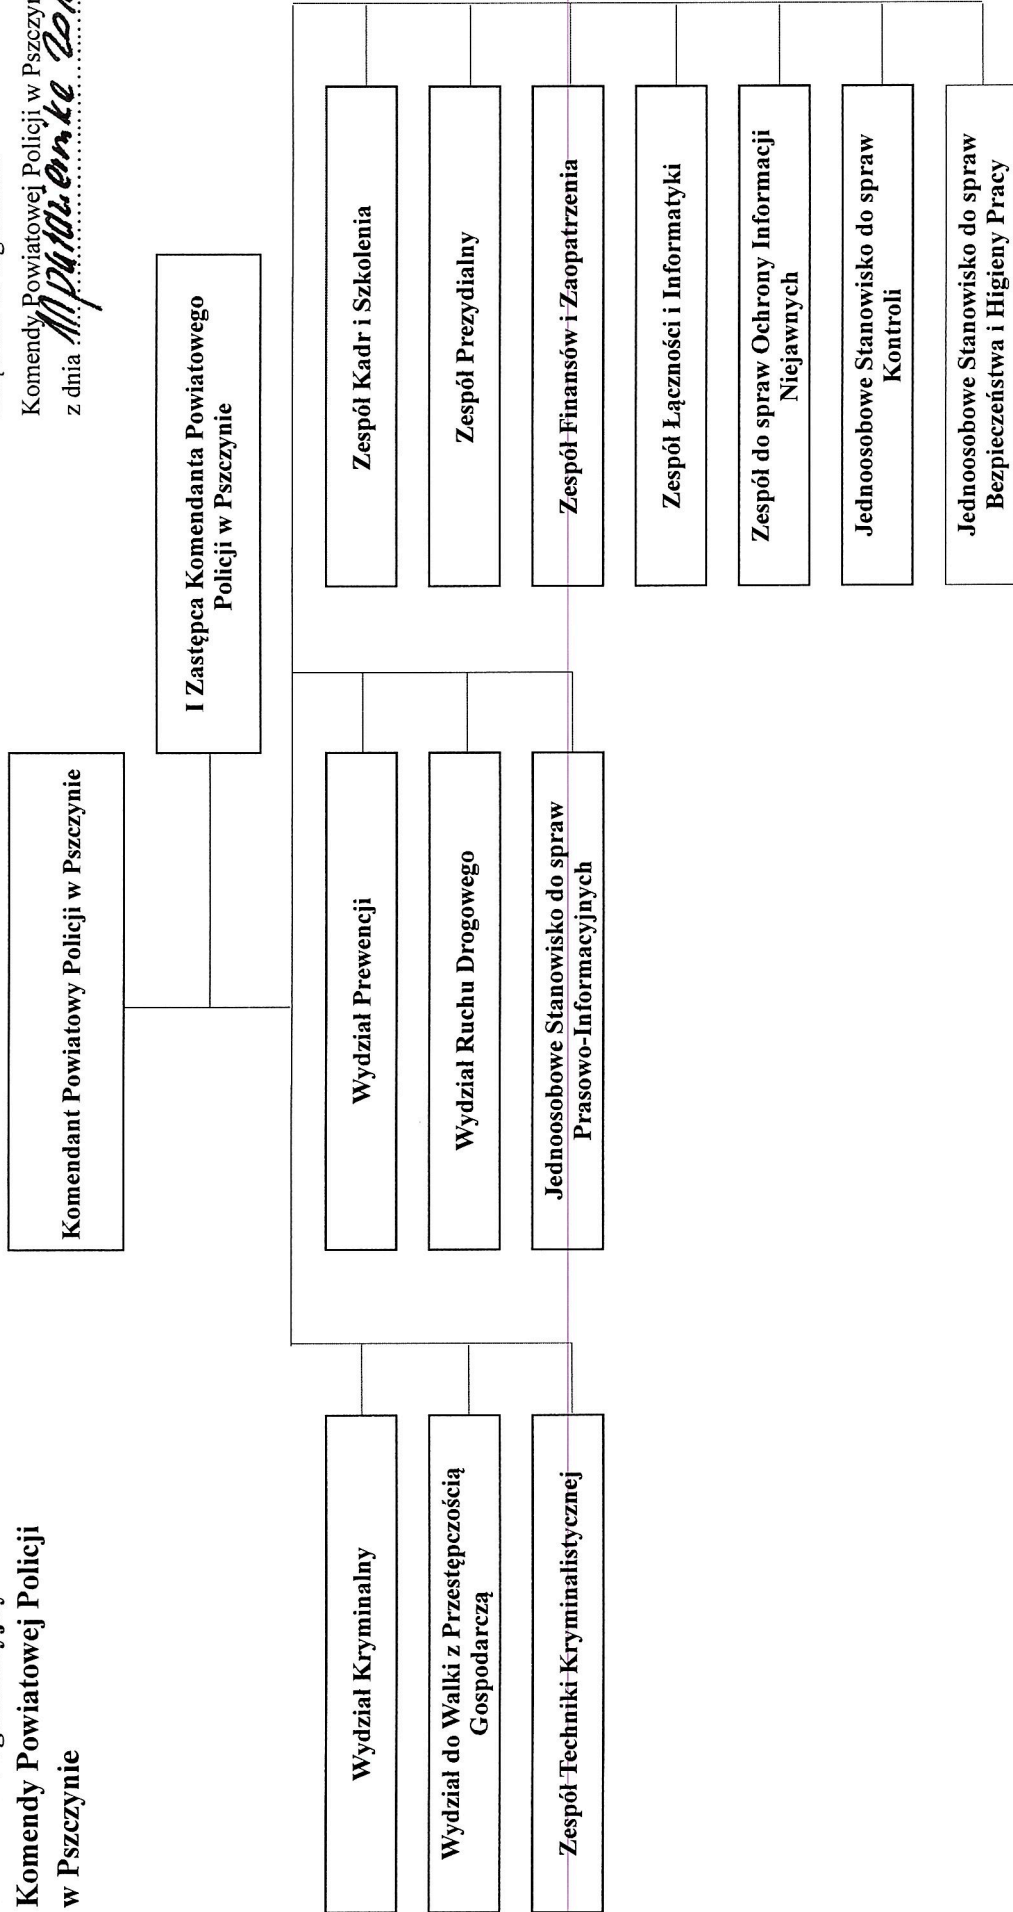 Komendy Powiatowej Policji
w Pszczynie
Komendy Powiatowej Policji w Pszczyn
z dnia
Komendant Powiatowy Policji w Pszczynie
I Zastępca Komendanta Powiatowego
Policji w Pszczynie
Wydział Kryminalny
Wydział do Walki z Przestępczością
Gospodarczą
Zespół Techniki Kryminalistycznej
Wydział Prewencji
Wydział Ruchu Drogowego
Jednoosobowe Stanowisko do spraw
Prasowo-Informacyjnych
Zespół Kadr i Szkolenia
Zespół Prezydialny
Zespół Finansów i Zaopatrzenia
Zespół Łączności i Informatyki
Zespół do spraw Ochrony Informacji
Niejawnych
Jednoosobowe Stanowisko do spraw
Kontroli
Jednoosobowe Stanowisko do spraw
Bezpieczeństwa i Higieny Pracy